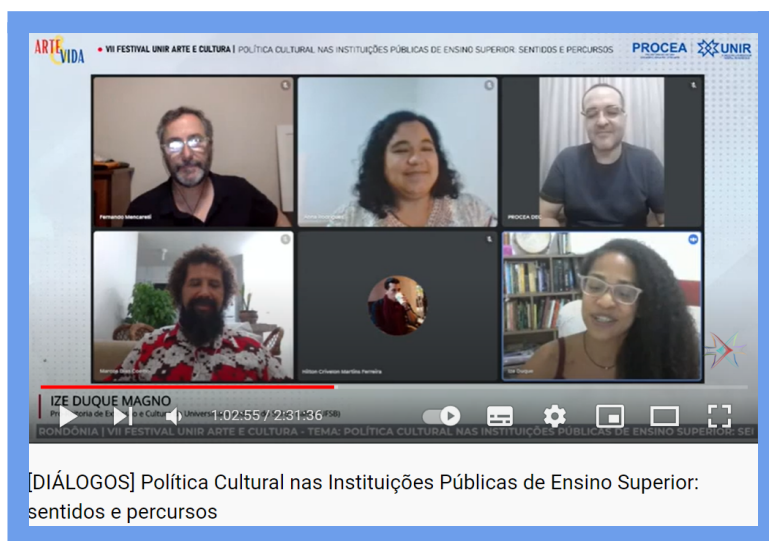 ARTE
&VIDA
• VII FESTIVAL UNIR ARTE E CULTURA | POLÍTICA CULTURAL NAS INSTITUIÇÕES PÚBLICAS DE ENSINO SUPERIOR: SENTIDOS E PERCURSOS
PROCEA UNIR
Fernando Mencarelli
PROCEA
Hilton Criveton Martins Ferreira
Ize Duque
IZE DUQUE MAGNO
1:02:55 / 2:31:36
RONDÔNIA | VII FESTIVAL UNIR ARTE E CULTURA - TEMA: POLÍTICA CULTURAL NAS INSTITUIÇÕES PÚBLICAS DE ENSINO SUPERIOR: SEI
[DIÁLOGOS] Política Cultural nas Instituições Públicas de Ensino Superior:
sentidos e percursos